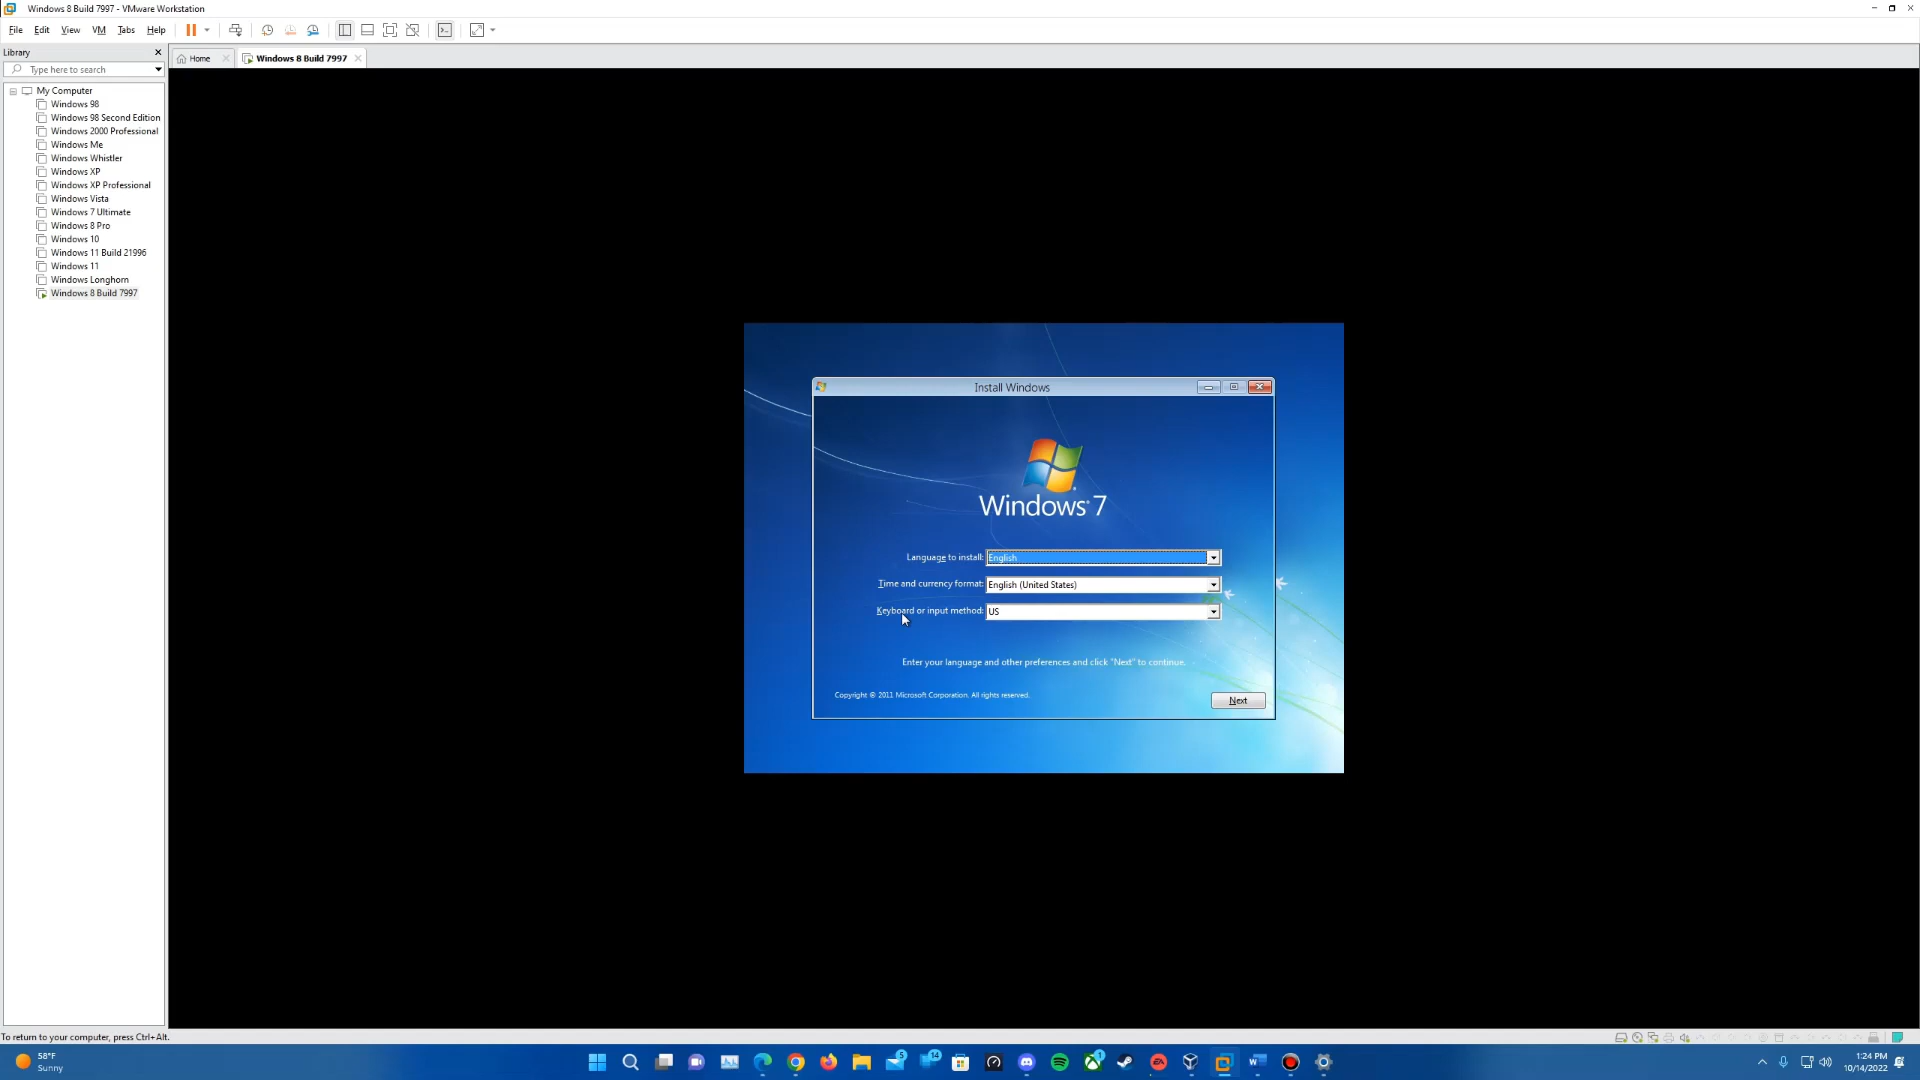 Windows 8 Build 7997 - VMware Workstation
File Edit View VM Tabs Help
Library
Home
Windows 8 Build 7997
Type here to search
My Computer
Windows 98
Windows 98 Second Edition
Windows 2000 Professional
Windows Me
Windows Whistler
Windows XP
Windows XP Professional
Windows Vista
Windows 7 Ultimate
Windows 8 Pro
Windows 10
Windows 11 Build 21996
Windows 11
Windows Longhorn
Windows 8 Build 7997
Install Windows
Windows 7
Language to install: English
Time and currency format: English (United States)
Keyboard or input method: US
Enter your language and other preferences and click "Next" to continue.
Copyright © 2011 Microsoft Corporation. All rights reserved.
Next
To return to your computer, press Ctrl+Alt.
58°F
Sunny
5
14
1
1:24 PM
10/14/2022